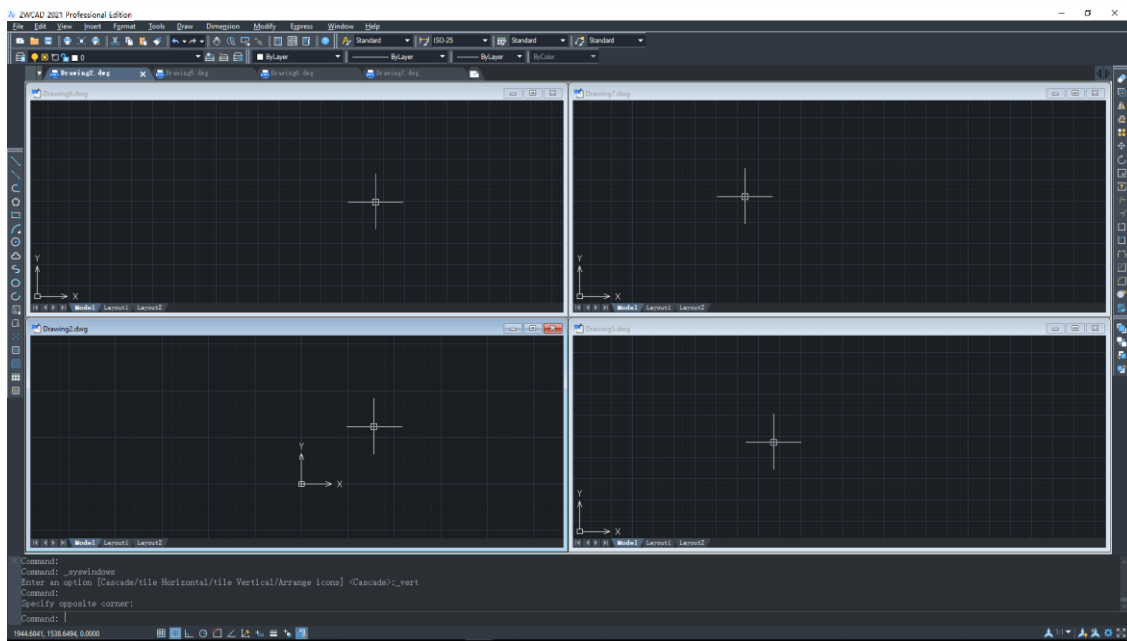 ZWCAD 2021 Professional Edition
File Edit View Insert Format Tools Draw Dimension Modify Express Window Help
Standard ISO-25 Standard Standard
0 ByLayer ByLayer ByLayer ByColor
Drawing2.dwg Drawing5.dwg Drawing6.dwg Drawing7.dwg
Drawing6.dwg
Y
X
Model Layout1 Layout2
Drawing7.dwg
Y
X
Model Layout1 Layout2
Drawing2.dwg
Y
X
Model Layout1 Layout2
Drawing5.dwg
Y
X
Model Layout1 Layout2
Command:
Command: _syswindows
Enter an option [Cascade/tile Horizontal/tile Vertical/Arrange icons] <Cascade>:_vert
Command:
Specify opposite corner:
Command:
1944.6841, 1538.6494, 0.0000 1:1